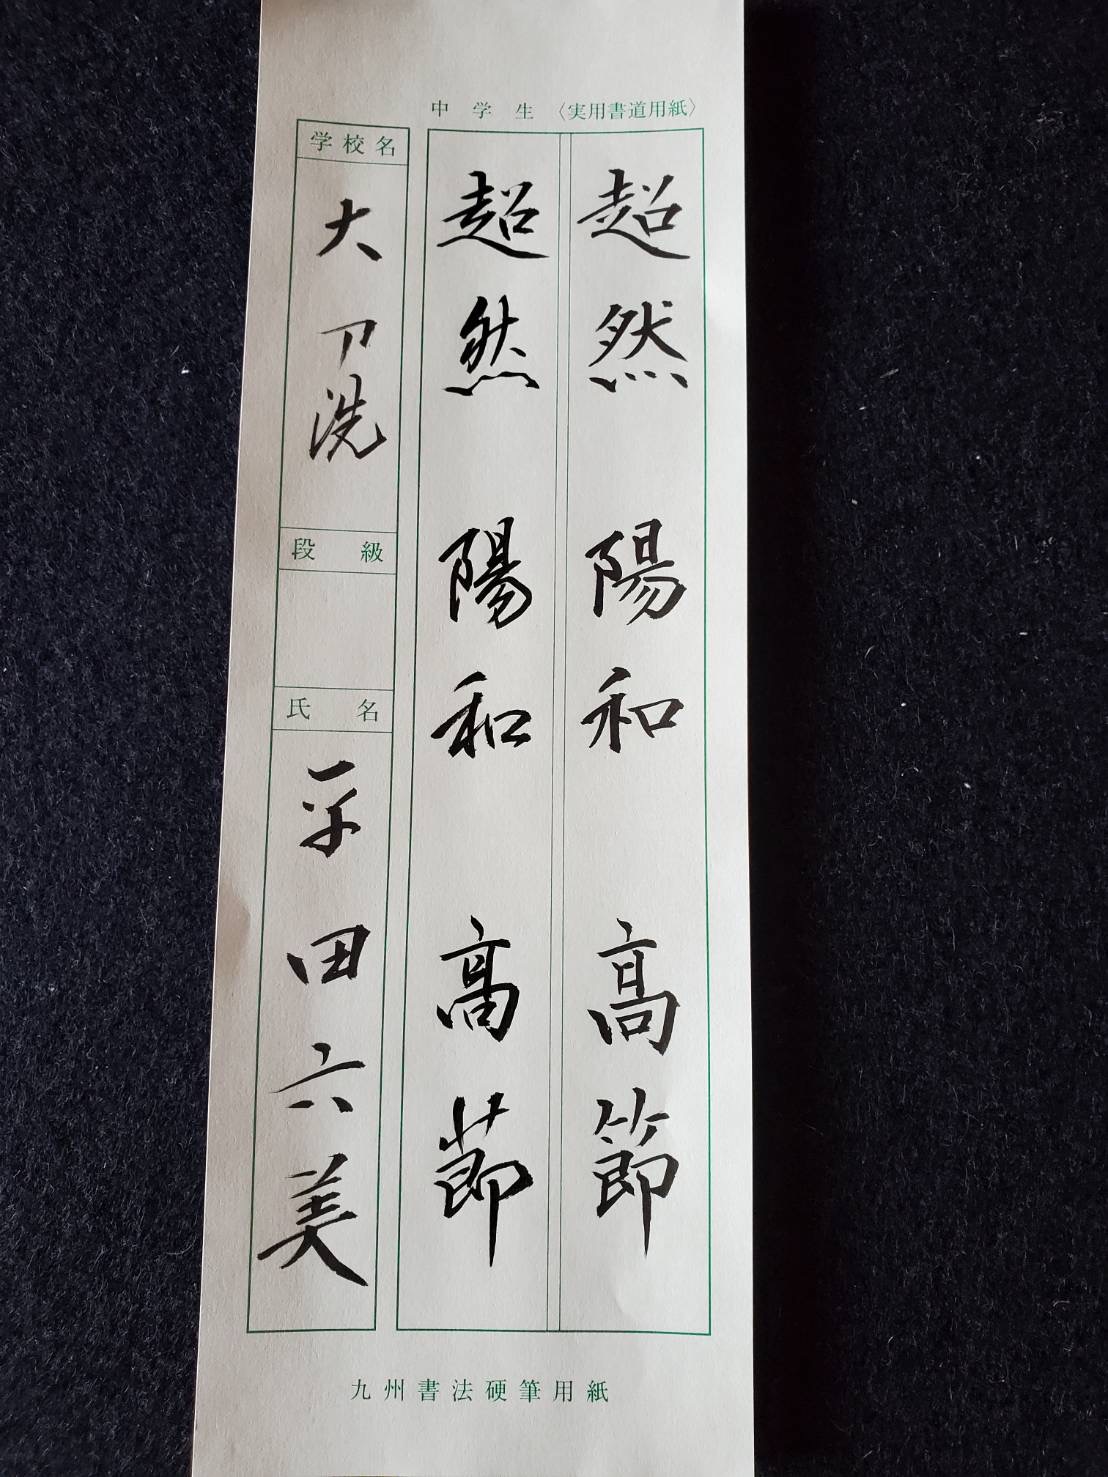 中学生〈実用書道用紙〉
超然 陽和 高節
超然 陽和 高節
学校名
大刀洗
段級
氏名
平田六美
九州書法硬筆用紙